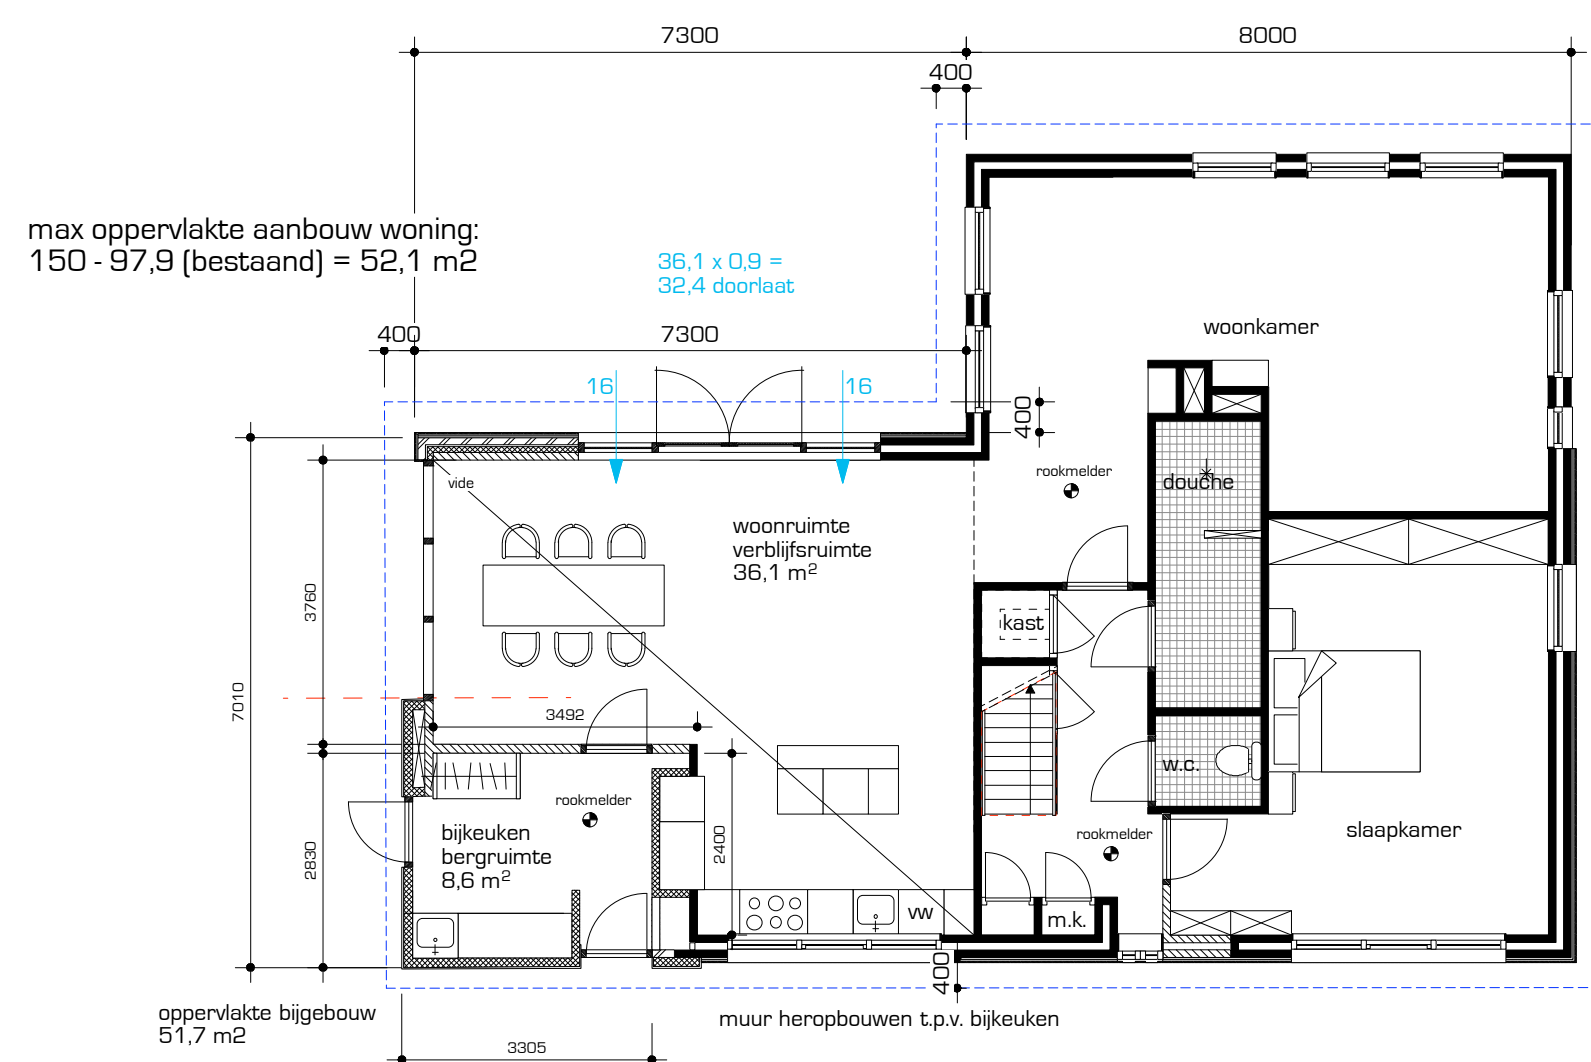 7300
8000
400
max oppervlakte aanbouw woning:
150 - 97,9 (bestaand) = 52,1 m2
36,1 x 0,9 =
32,4 doorlaat
400
7300
woonkamer
16
16
400
rookmelder
vide
douche
woonruimte
verblijfsruimte
36,1 m²
3760
kast
7010
3492
w.c.
rookmelder
bijkeuken
bergruimte
8,6 m²
2830
2400
rookmelder
slaapkamer
vw
m.k.
400
oppervlakte bijgebouw
51,7 m2
muur heropbouwen t.p.v. bijkeuken
3305